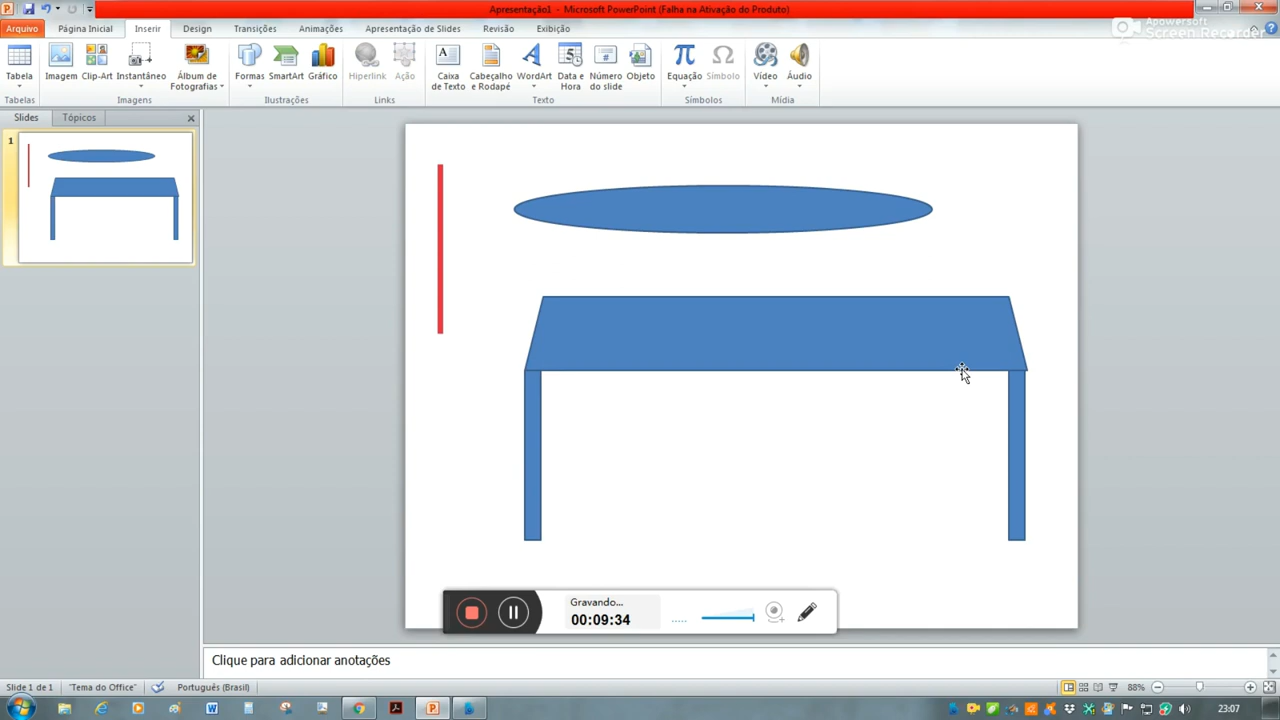 Apresentação1 - Microsoft PowerPoint (Falha na Ativação do Produto)
Arquivo Página Inicial Inserir Design Transições Animações Apresentação de Slides Revisão Exibição
Apowersoft
Screen Recorder
Tabela Imagem Clip-Art Instantâneo Álbum de Fotografias Formas SmartArt Gráfico Hiperlink Ação Caixa de Texto Cabeçalho e Rodapé WordArt Data e Hora Número do slide Objeto Equação Símbolo Vídeo Áudio
Tabelas Imagens Ilustrações Links Texto Símbolos Mídia
Slides Tópicos
1
Gravando...
00:09:34
Clique para adicionar anotações
Slide 1 de 1 "Tema do Office" Português (Brasil) 88%
23:07